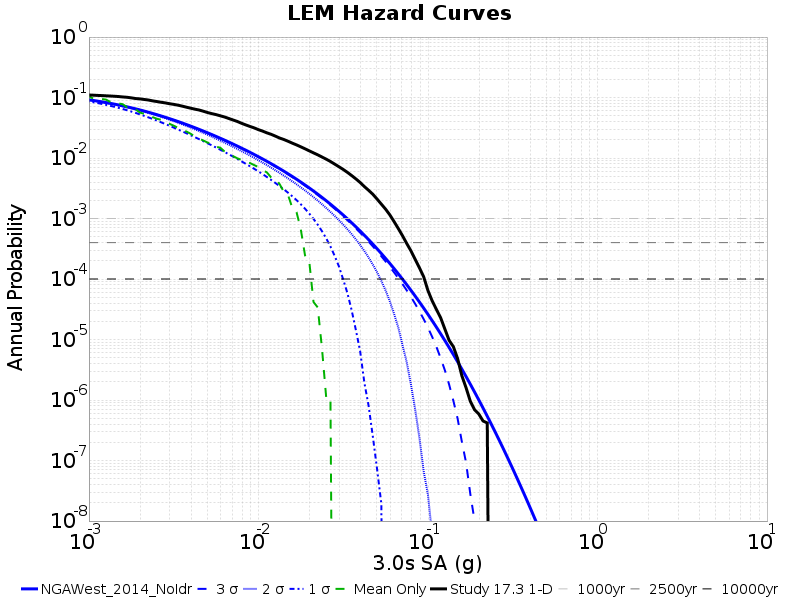 LEM Hazard Curves
10^0
10^-1
10^-2
10^-3
10^-4
10^-5
10^-6
10^-7
10^-8
Annual Probability
10^-3 10^-2 10^-1 10^0 10^1
3.0s SA (g)
NGAWest_2014_NoIdr 3 σ 2 σ 1 σ Mean Only Study 17.3 1-D 1000yr 2500yr 10000yr